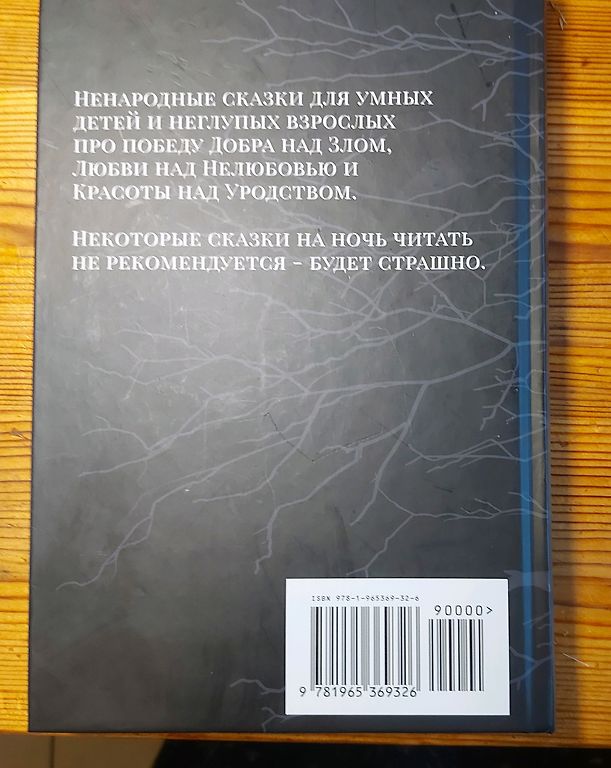 Ненародные сказки для умных
детей и неглупых взрослых
про победу Добра над Злом,
Любви над Нелюбовью и
Красоты над Уродством.
Некоторые сказки на ночь читать
не рекомендуется - будет страшно.
ISBN 978-1-965369-32-6
90000>
9 781965 369326